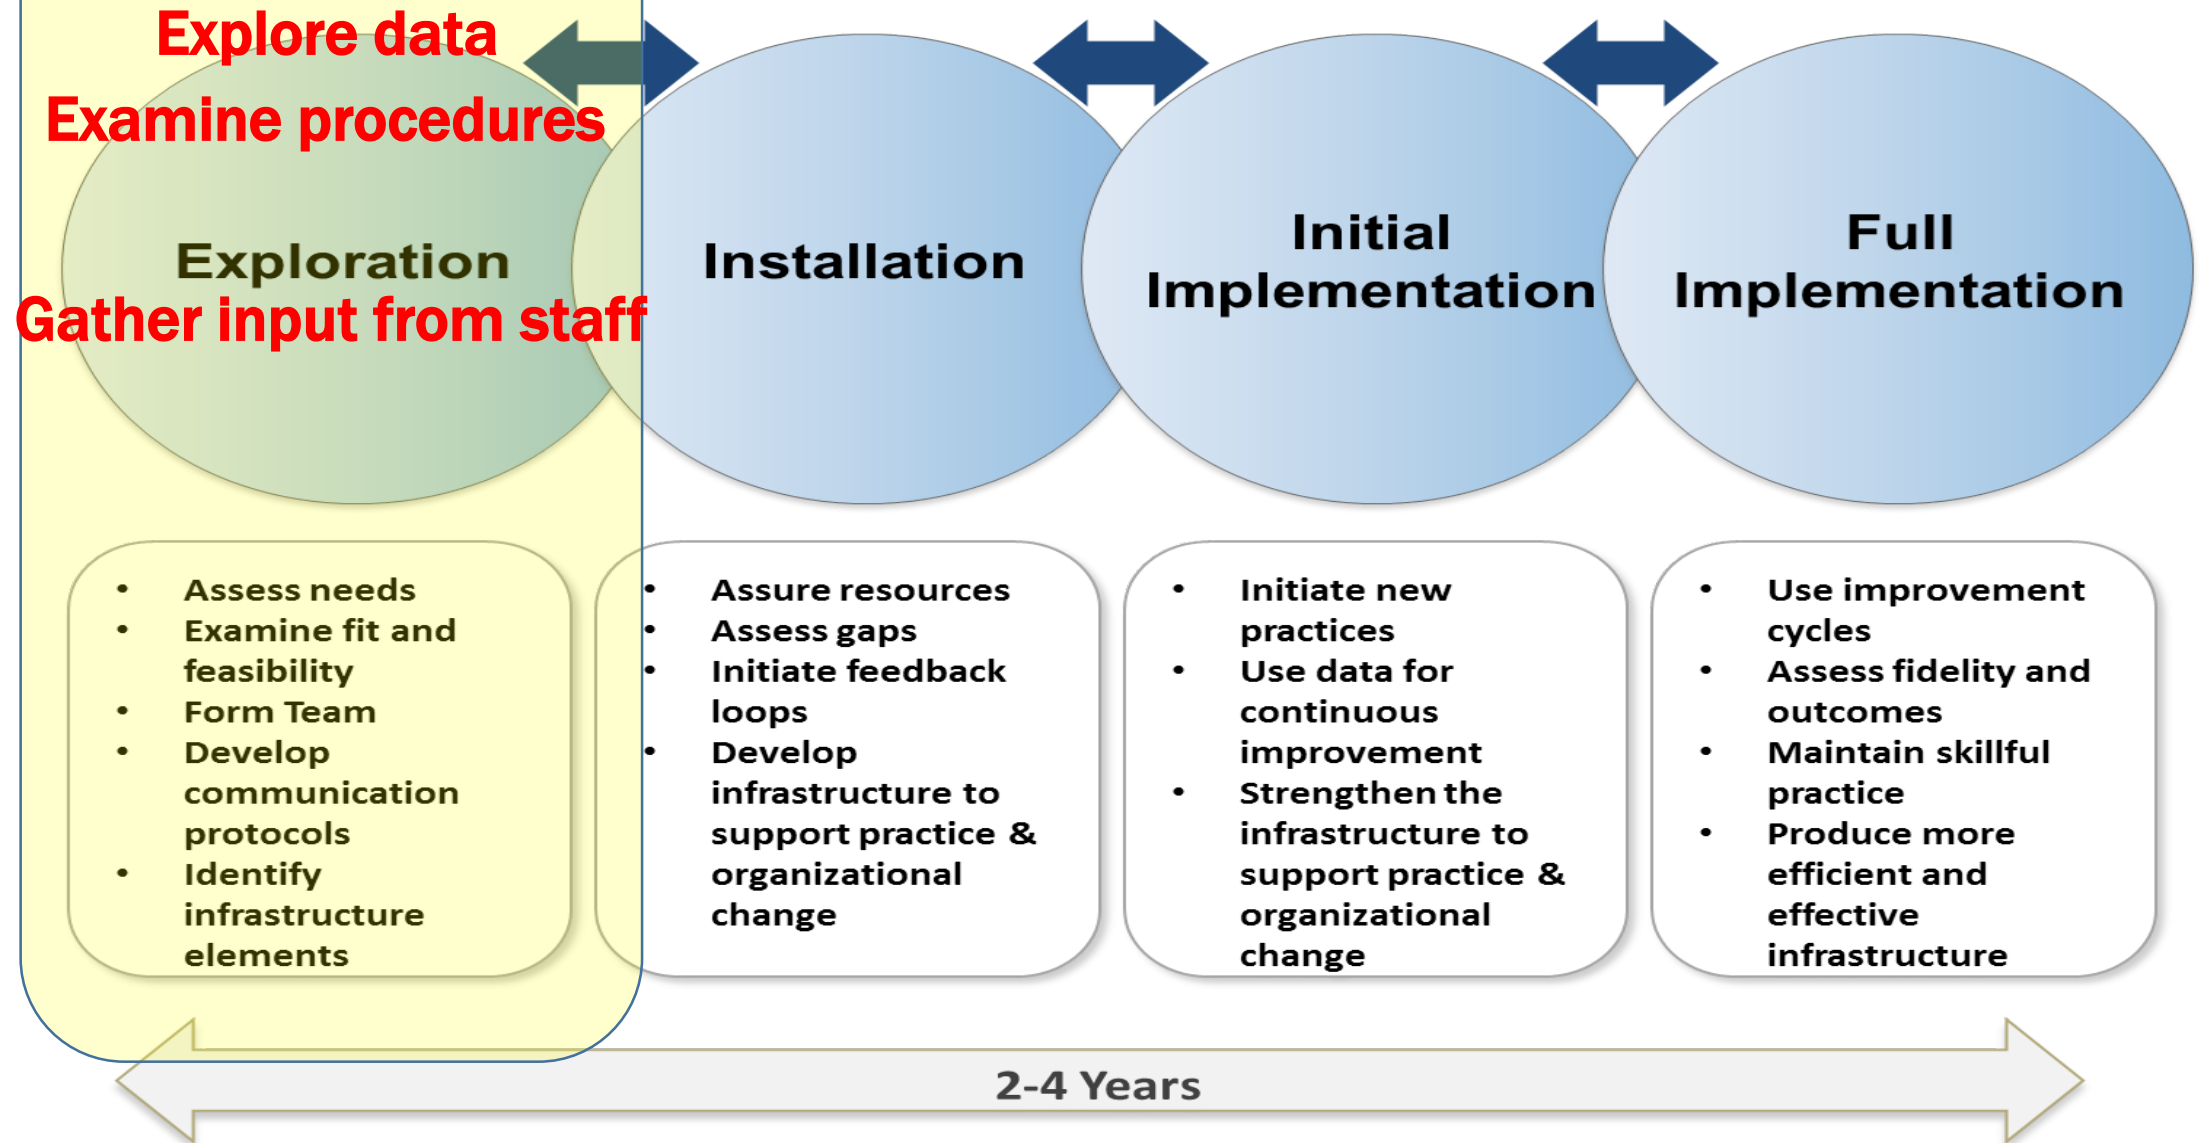 Explore data
Examine procedures
Exploration
Gather input from staff
Installation
Initial
Implementation
Full
Implementation
• Assess needs
• Examine fit and
feasibility
• Form Team
• Develop
communication
protocols
• Identify
infrastructure
elements
• Assure resources
• Assess gaps
• Initiate feedback
loops
• Develop
infrastructure to
support practice &
organizational
change
• Initiate new
practices
• Use data for
continuous
improvement
• Strengthen the
infrastructure to
support practice &
organizational
change
• Use improvement
cycles
• Assess fidelity and
outcomes
• Maintain skillful
practice
• Produce more
efficient and
effective
infrastructure
2-4 Years